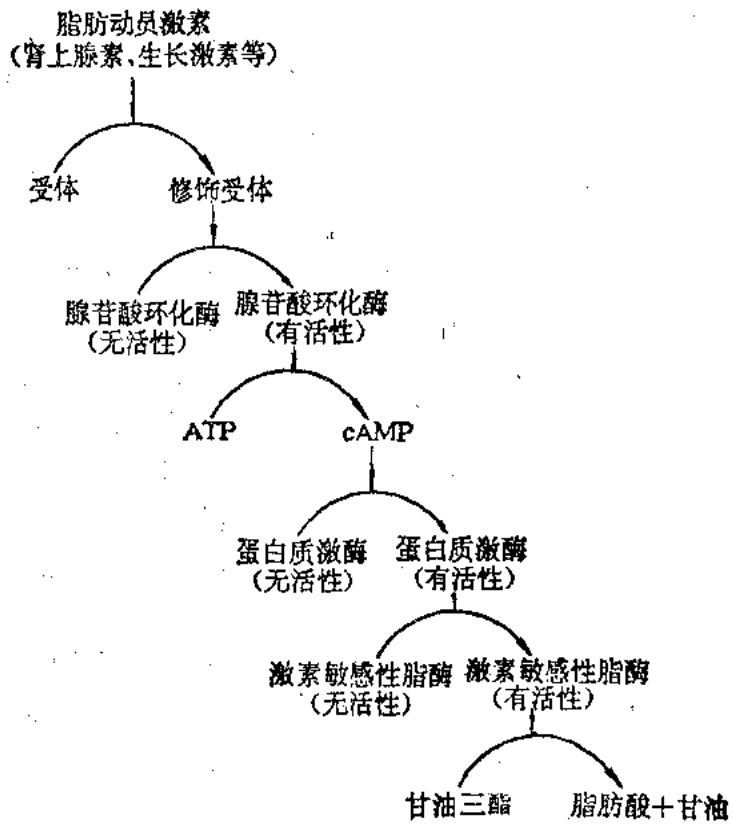 脂肪动员激素
(肾上腺素、生长激素等)
受体
修饰受体
腺苷酸环化酶
(无活性)
腺苷酸环化酶
(有活性)
ATP
cAMP
蛋白质激酶
(无活性)
蛋白质激酶
(有活性)
激素敏感性脂酶
(无活性)
激素敏感性脂酶
(有活性)
甘油三酯
脂肪酸＋甘油